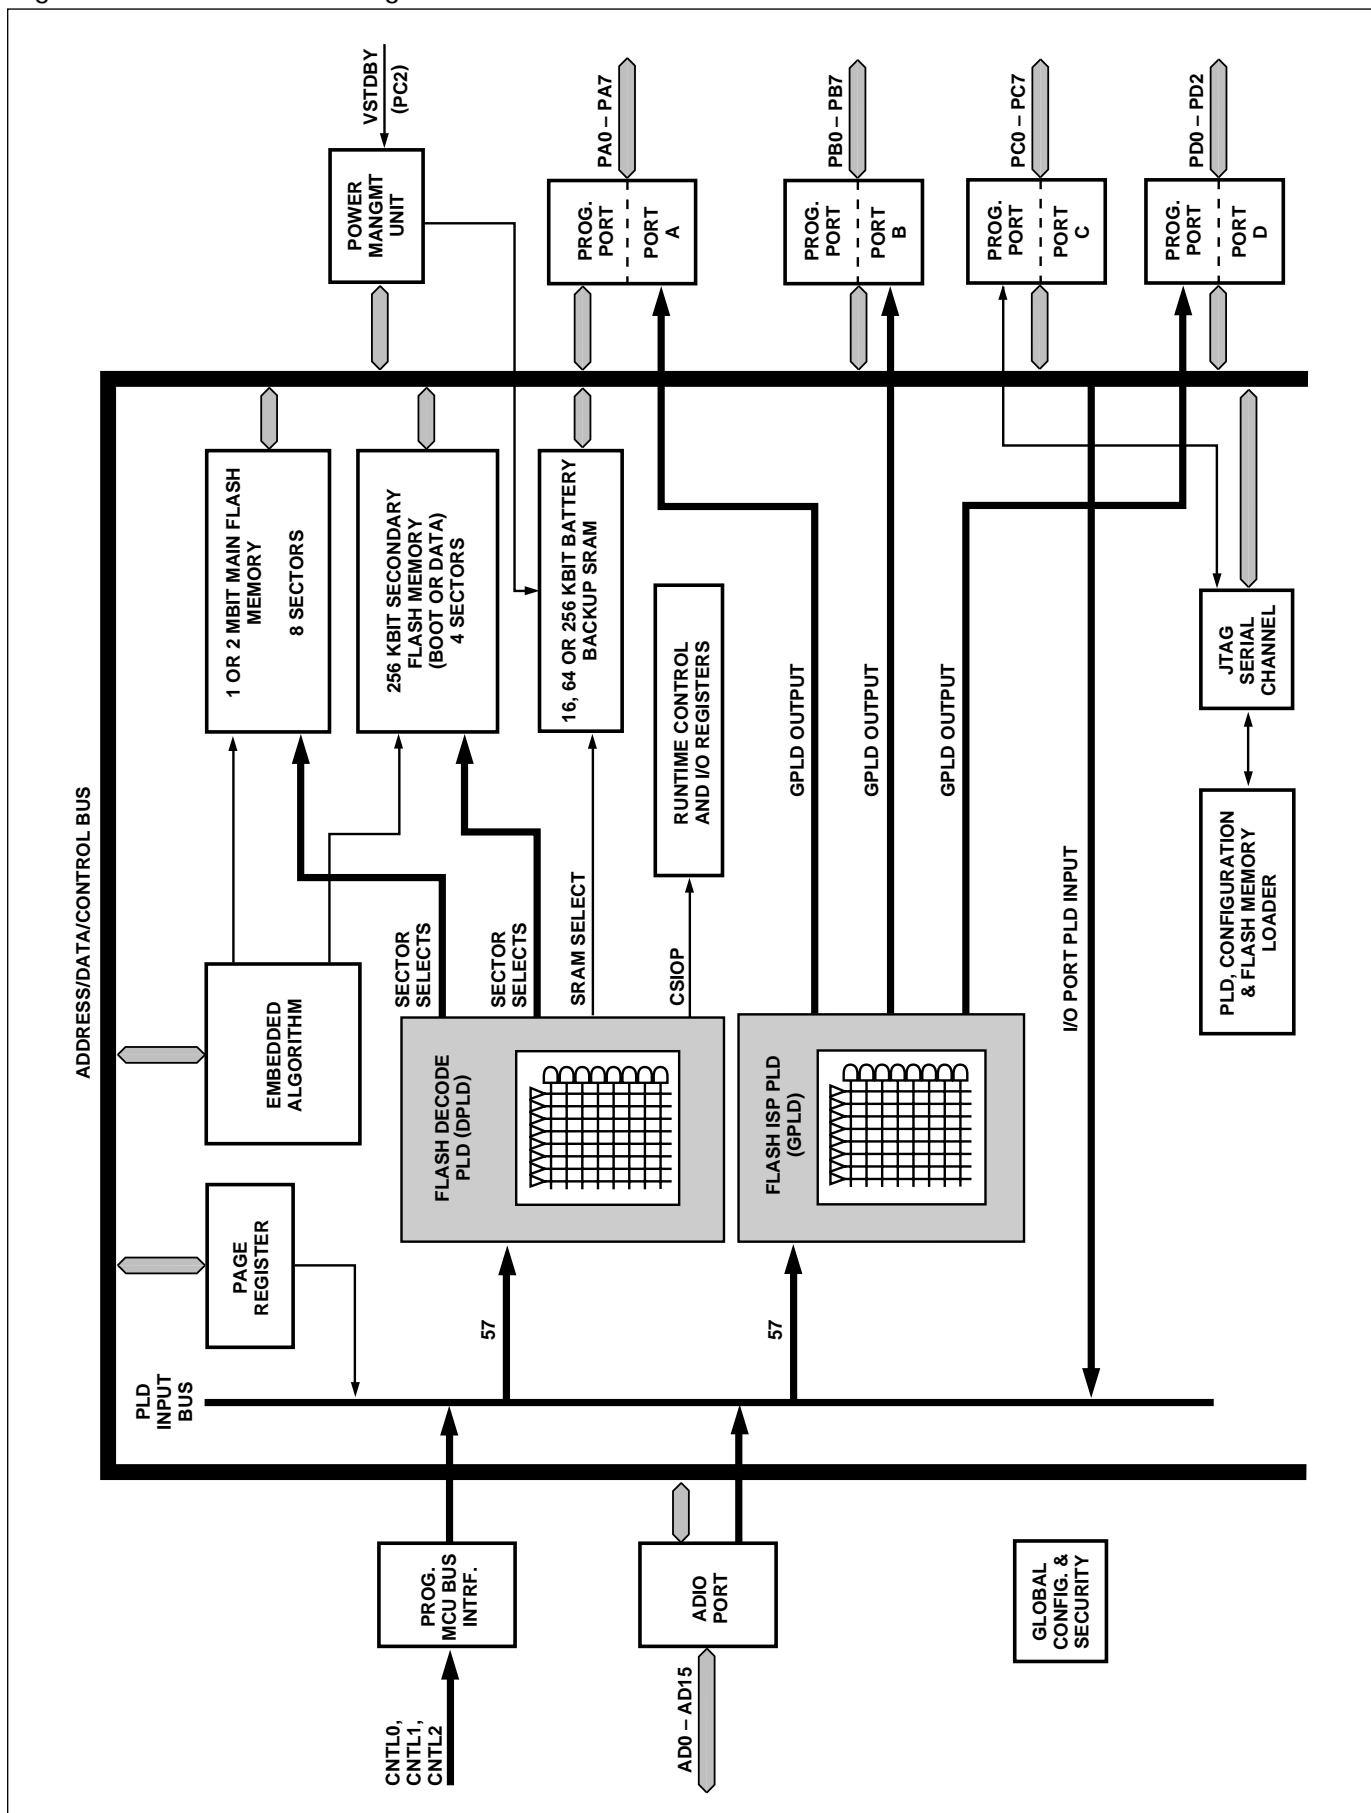 ADDRESS/DATA/CONTROL BUS
PLD
INPUT
BUS
CNTL0,
CNTL1,
CNTL2
PROG.
MCU BUS
INTRF.
AD0 – AD15
ADIO
PORT
GLOBAL
CONFIG. &
SECURITY
PAGE
REGISTER
EMBEDDED
ALGORITHM
1 OR 2 MBIT MAIN FLASH
MEMORY
8 SECTORS
256 KBIT SECONDARY
FLASH MEMORY
(BOOT OR DATA)
4 SECTORS
16, 64 OR 256 KBIT BATTERY
BACKUP SRAM
RUNTIME CONTROL
AND I/O REGISTERS
SECTOR
SELECTS
SECTOR
SELECTS
SRAM SELECT
CSIOP
FLASH DECODE
PLD (DPLD)
57
FLASH ISP PLD
(GPLD)
57
GPLD OUTPUT
GPLD OUTPUT
GPLD OUTPUT
I/O PORT PLD INPUT
PLD, CONFIGURATION
& FLASH MEMORY
LOADER
JTAG
SERIAL
CHANNEL
POWER
MANGMT
UNIT
VSTDBY
(PC2)
PROG.
PORT
PORT
A
PA0 – PA7
PROG.
PORT
PORT
B
PB0 – PB7
PROG.
PORT
PORT
C
PC0 – PC7
PROG.
PORT
PORT
D
PD0 – PD2